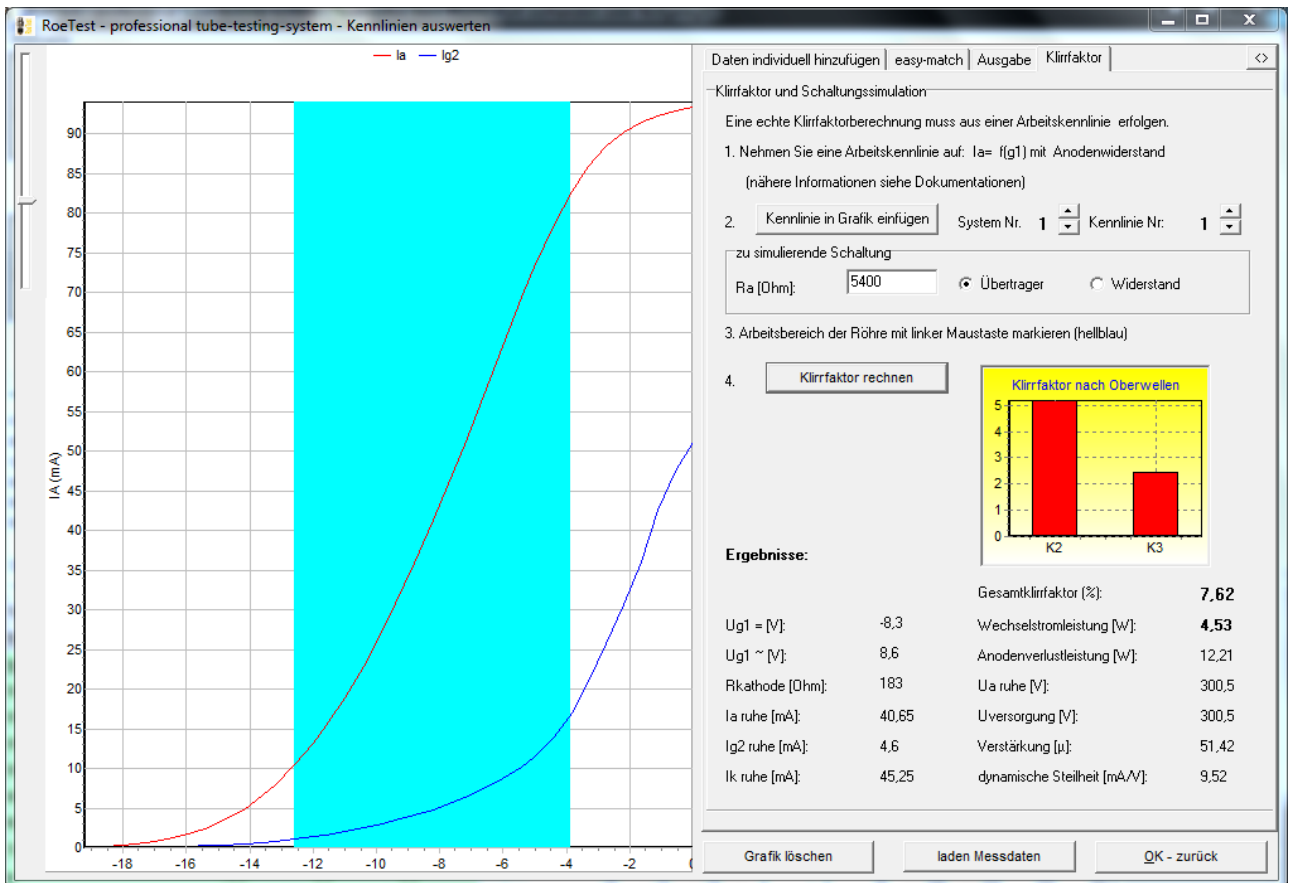 RoeTest - professional tube-testing-system - Kennlinien auswerten
Ia Ig2
IA (mA)
90
85
80
75
70
65
60
55
50
45
40
35
30
25
20
15
10
5
0
-18 -16 -14 -12 -10 -8 -6 -4 -2 0
Daten individuell hinzufügen easy-match Ausgabe Klirrfaktor <>
Klirrfaktor und Schaltungssimulation
Eine echte Klirrfaktorberechnung muss aus einer Arbeitskennlinie erfolgen.
1. Nehmen Sie eine Arbeitskennlinie auf: Ia= f(g1) mit Anodenwiderstand
(nähere Informationen siehe Dokumentationen)
2. Kennlinie in Grafik einfügen System Nr. 1 Kennlinie Nr: 1
zu simulierende Schaltung
Ra [Ohm]: 5400 Übertrager Widerstand
3. Arbeitsbereich der Röhre mit linker Maustaste markieren (hellblau)
4. Klirrfaktor rechnen
Klirrfaktor nach Oberwellen
5
4
3
2
1
0
K2 K3
Ergebnisse:
Gesamtklirrfaktor (%): 7,62
Ug1 = [V]: -8,3 Wechselstromleistung [W]: 4,53
Ug1 ~ [V]: 8,6 Anodenverlustleistung [W]: 12,21
Rkathode [Ohm]: 183 Ua ruhe [V]: 300,5
Ia ruhe [mA]: 40,65 Uversorgung [V]: 300,5
Ig2 ruhe [mA]: 4,6 Verstärkung [µ]: 51,42
Ik ruhe [mA]: 45,25 dynamische Steilheit [mA/V]: 9,52
Grafik löschen laden Messdaten OK - zurück